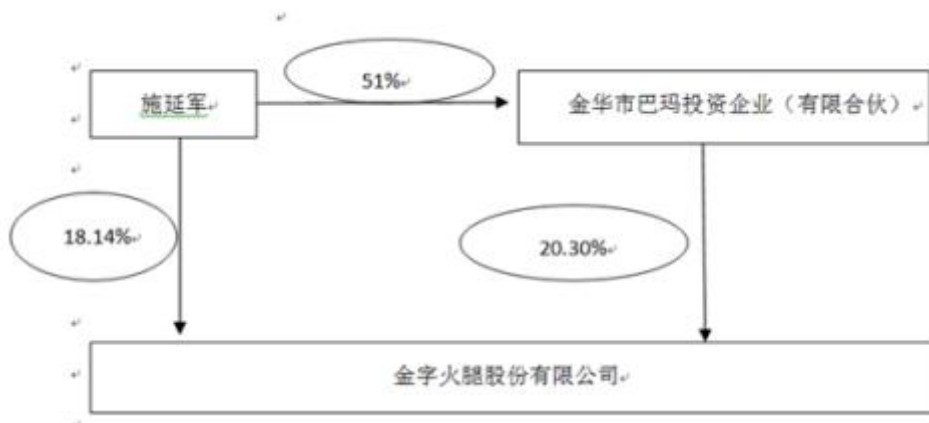 51%
施延军
金华市巴玛投资企业（有限合伙）
18.14%
20.30%
金字火腿股份有限公司